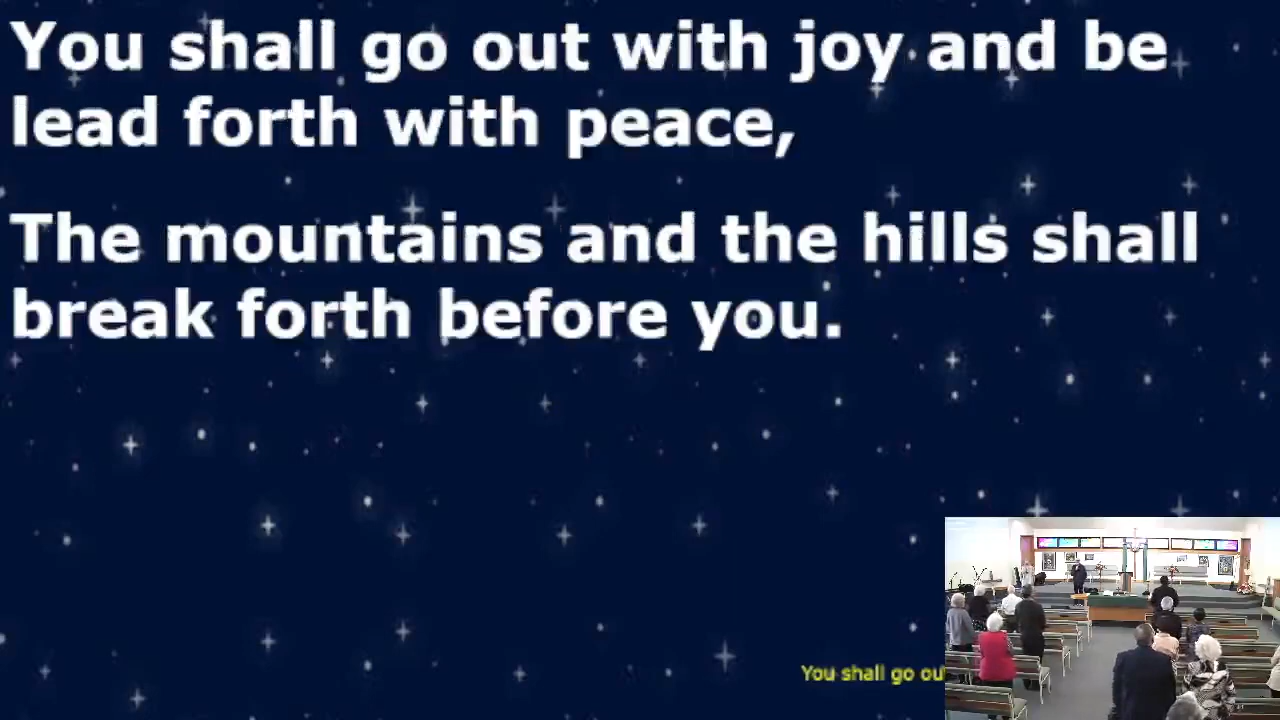 You shall go out with joy and be
lead forth with peace,
The mountains and the hills shall
break forth before you.
You shall go ou